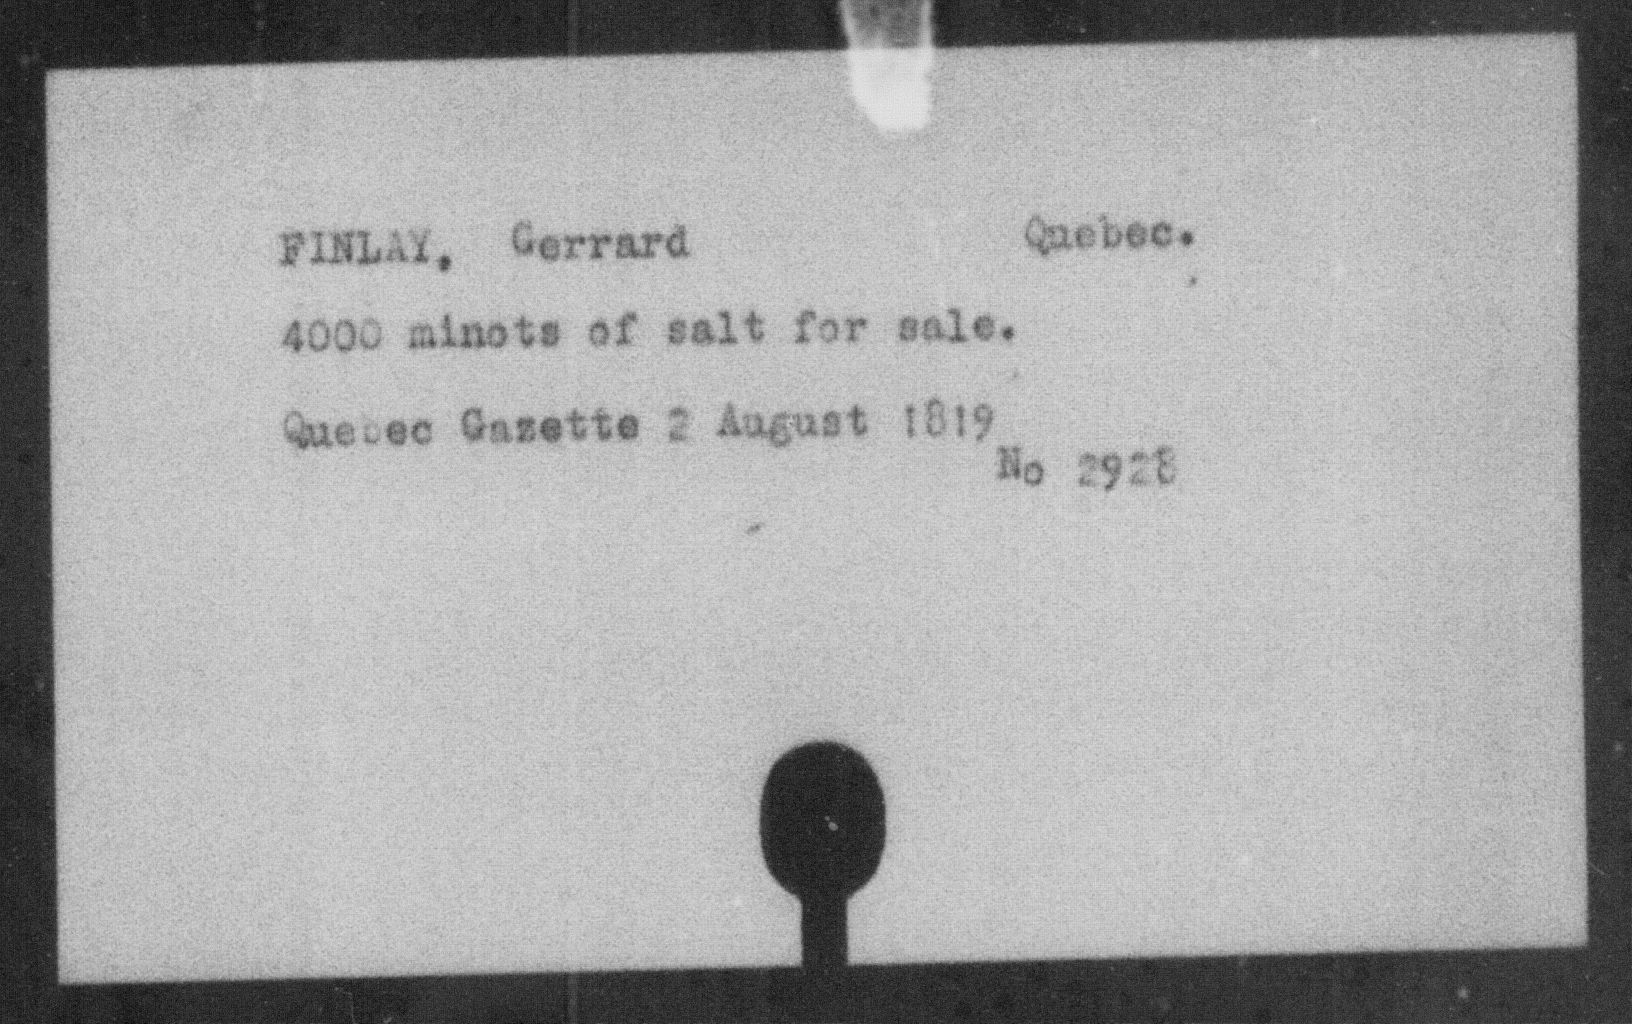 FINLAY. Gerrard Quebec.
4000 minots of salt for sale.
Quebec Gazette 2 August 1819
No 2928